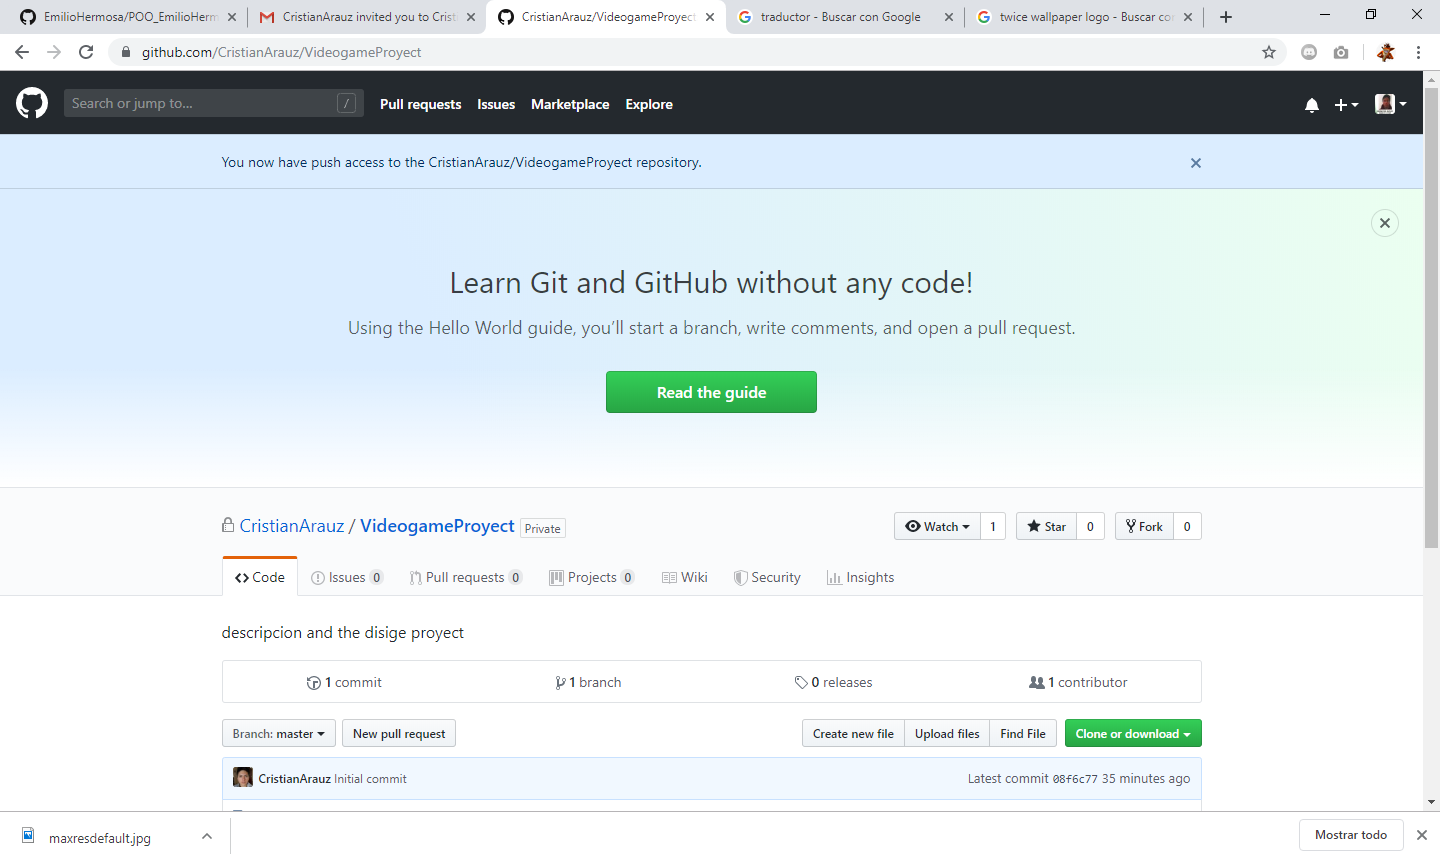 EmilioHermosa/POO_EmilioHerm
CristianArauz invited you to Crist
CristianArauz/VideogameProyect
traductor - Buscar con Google
twice wallpaper logo - Buscar con
github.com/CristianArauz/VideogameProyect
Search or jump to...
/
Pull requests
Issues
Marketplace
Explore
You now have push access to the CristianArauz/VideogameProyect repository.
Learn Git and GitHub without any code!
Using the Hello World guide, you’ll start a branch, write comments, and open a pull request.
Read the guide
CristianArauz / VideogameProyect Private
Watch 1
Star 0
Fork 0
Code
Issues 0
Pull requests 0
Projects 0
Wiki
Security
Insights
descripcion and the disige proyect
1 commit
1 branch
0 releases
1 contributor
Branch: master
New pull request
Create new file
Upload files
Find File
Clone or download
CristianArauz Initial commit
Latest commit 08f6c77 35 minutes ago
maxresdefault.jpg
Mostrar todo